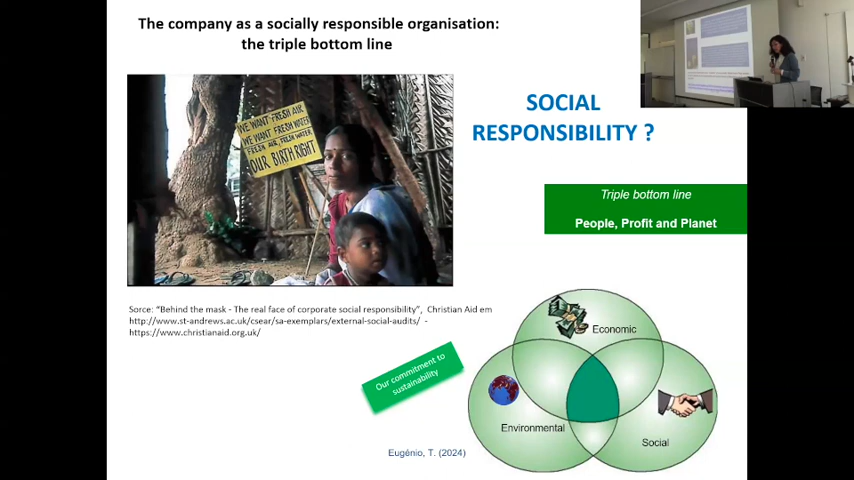 The company as a socially responsible organisation:
the triple bottom line
WE WANT FRESH AIR
WE WANT FRESH WATER
FRESH AIR, FRESH WATER
OUR BIRTH RIGHT
SOCIAL
RESPONSIBILITY ?
Triple bottom line
People, Profit and Planet
Sorce: “Behind the mask - The real face of corporate social responsibility”, Christian Aid em
http://www.st-andrews.ac.uk/csear/sa-exemplars/external-social-audits/ -
https://www.christianaid.org.uk/
Our commitment to
sustainability
Economic
Environmental
Social
Eugénio, T. (2024)